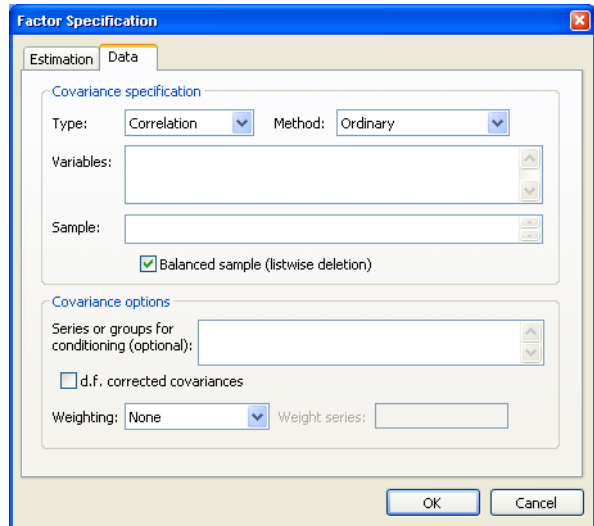 Factor Specification
Estimation Data
Covariance specification
Type: Correlation Method: Ordinary
Variables:
Sample:
Balanced sample (listwise deletion)
Covariance options
Series or groups for
conditioning (optional):
d.f. corrected covariances
Weighting: None Weight series:
OK Cancel